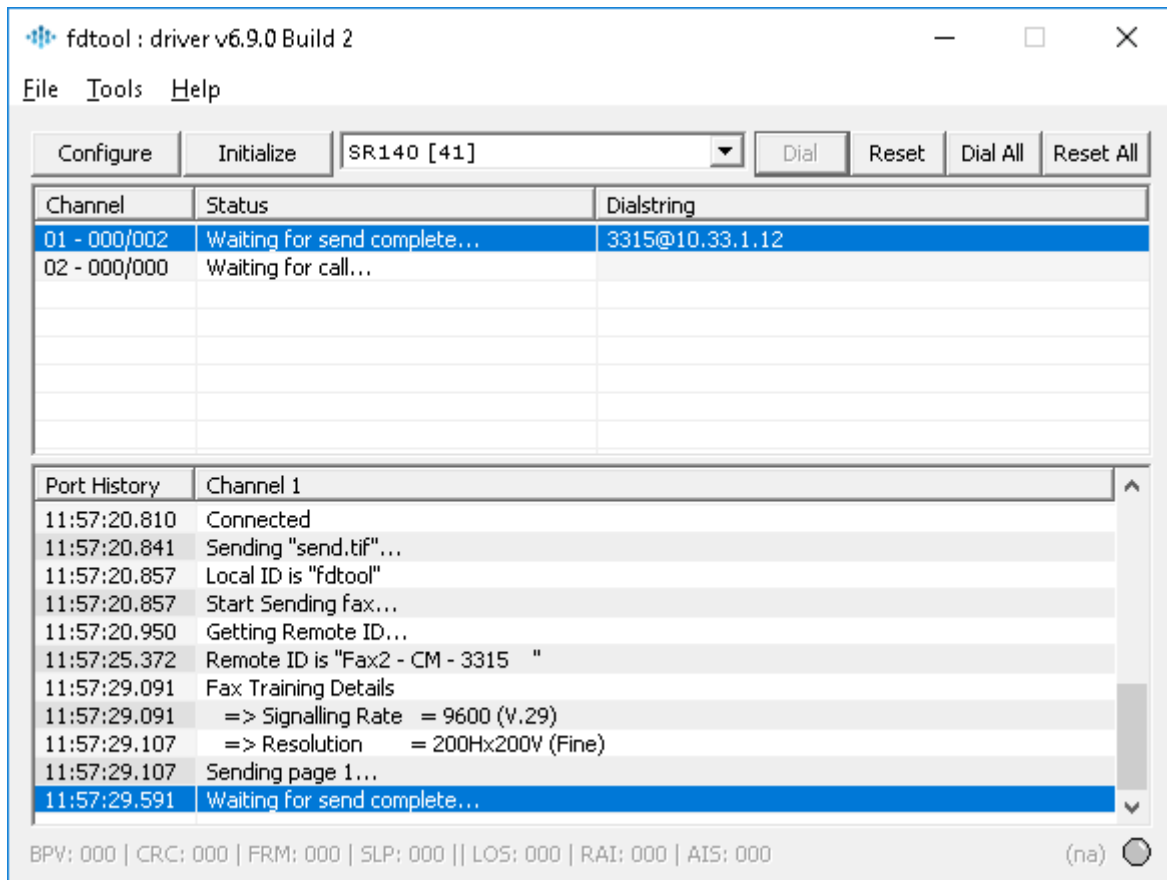 fdtool : driver v6.9.0 Build 2
File Tools Help
Configure Initialize SR140 [41] Dial Reset Dial All Reset All
Channel Status Dialstring
01 - 000/002 Waiting for send complete... 3315@10.33.1.12
02 - 000/000 Waiting for call...
Port History Channel 1
11:57:20.810 Connected
11:57:20.841 Sending "send.tif"...
11:57:20.857 Local ID is "fdtool"
11:57:20.857 Start Sending fax...
11:57:20.950 Getting Remote ID...
11:57:25.372 Remote ID is "Fax2 - CM - 3315    "
11:57:29.091 Fax Training Details
11:57:29.091 => Signalling Rate = 9600 (V.29)
11:57:29.107 => Resolution = 200Hx200V (Fine)
11:57:29.107 Sending page 1...
11:57:29.591 Waiting for send complete...
BPV: 000 | CRC: 000 | FRM: 000 | SLP: 000 || LOS: 000 | RAI: 000 | AIS: 000 (na)